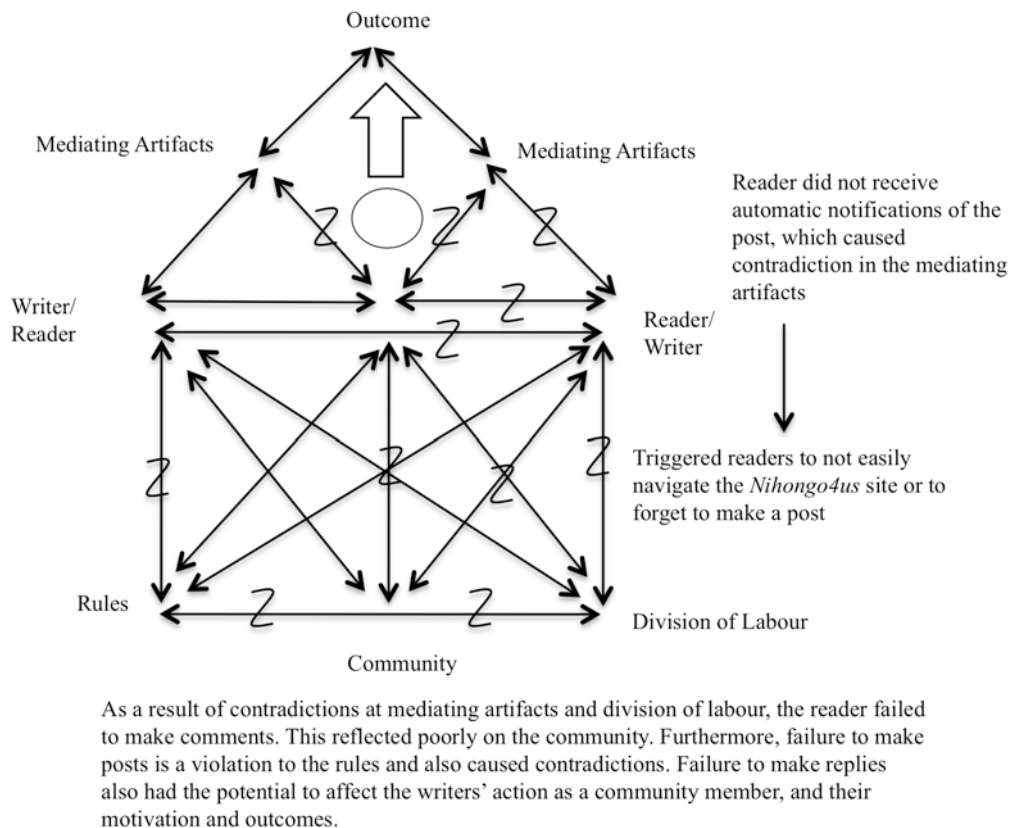 Outcome
Mediating Artifacts
Mediating Artifacts
Reader did not receive
automatic notifications of the
post, which caused
contradiction in the mediating
artifacts
Writer/
Reader
Reader/
Writer
Triggered readers to not easily
navigate the Nihongo4us site or to
forget to make a post
Rules
Division of Labour
Community
As a result of contradictions at mediating artifacts and division of labour, the reader failed
to make comments. This reflected poorly on the community. Furthermore, failure to make
posts is a violation to the rules and also caused contradictions. Failure to make replies
also had the potential to affect the writers’ action as a community member, and their
motivation and outcomes.